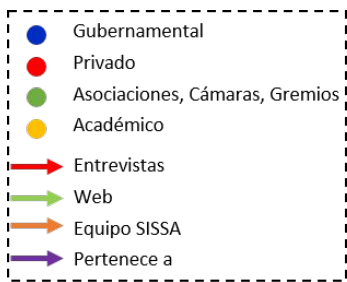 Gubernamental
Privado
Asociaciones, Cámaras, Gremios
Académico
Entrevistas
Web
Equipo SISSA
Pertenece a